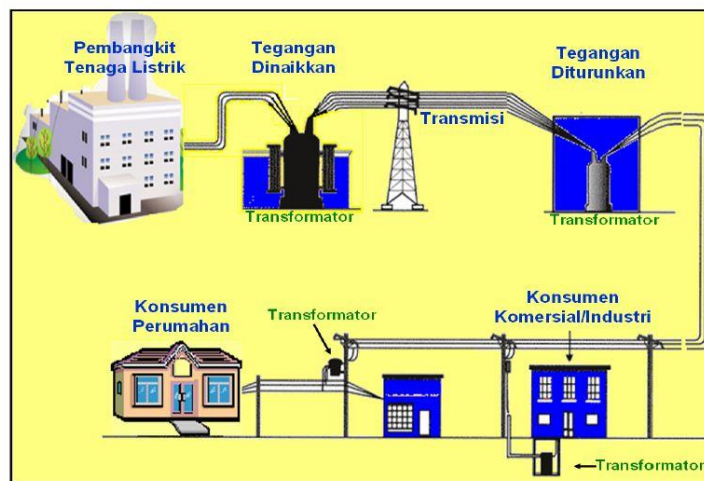 Pembangkit
Tenaga Listrik
Tegangan
Dinaikkan
Tegangan
Diturunkan
Transmisi
Transformator
Transformator
Konsumen
Perumahan
Transformator
Konsumen
Komersial/Industri
Transformator